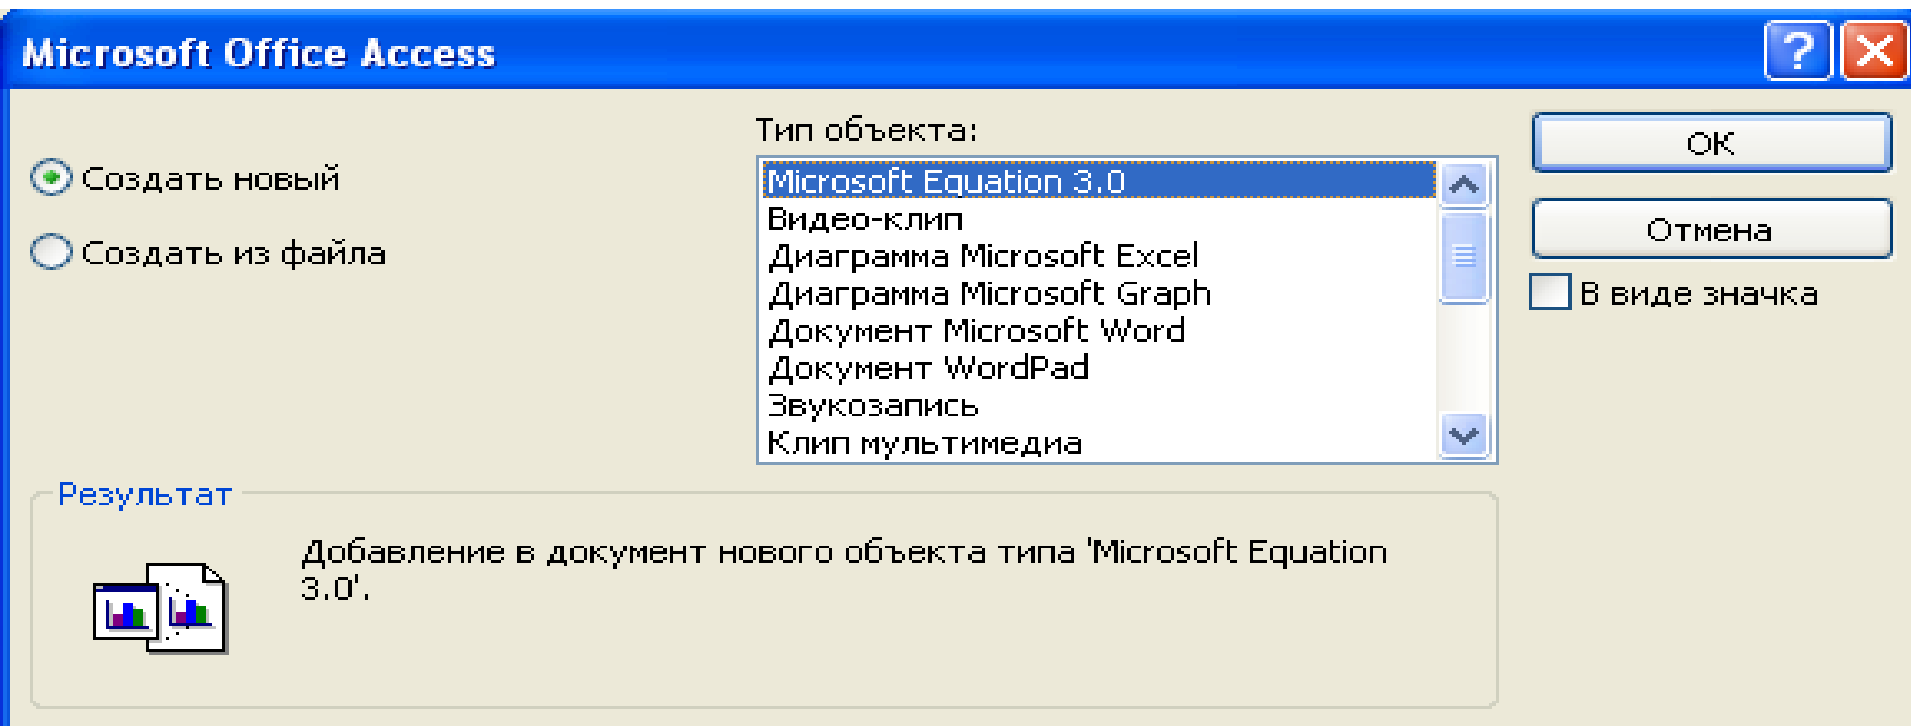 Microsoft Office Access
Создать новый
Создать из файла
Тип объекта:
Microsoft Equation 3.0
Видео-клип
Диаграмма Microsoft Excel
Диаграмма Microsoft Graph
Документ Microsoft Word
Документ WordPad
Звукозапись
Клип мультимедиа
ОК
Отмена
В виде значка
Результат
Добавление в документ нового объекта типа 'Microsoft Equation
3.0'.